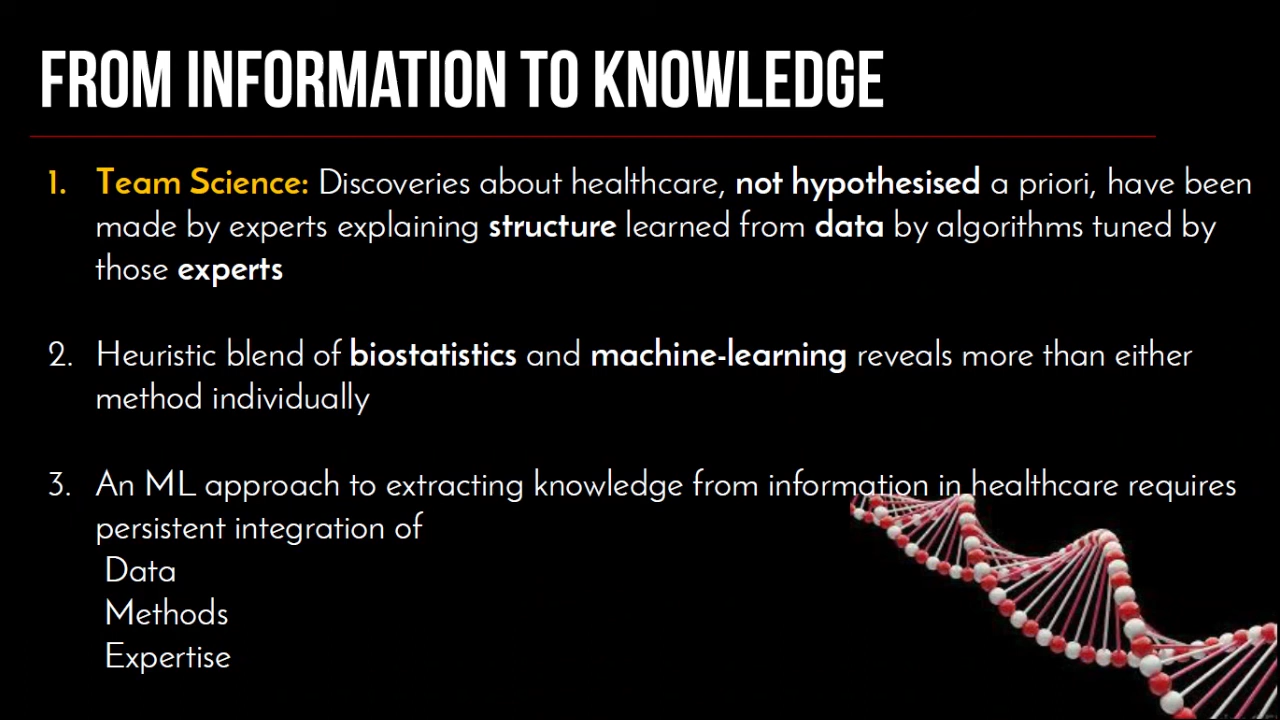 FROM INFORMATION TO KNOWLEDGE
1. Team Science: Discoveries about healthcare, not hypothesised a priori, have been
made by experts explaining structure learned from data by algorithms tuned by
those experts
2. Heuristic blend of biostatistics and machine-learning reveals more than either
method individually
3. An ML approach to extracting knowledge from information in healthcare requires
persistent integration of
Data
Methods
Expertise